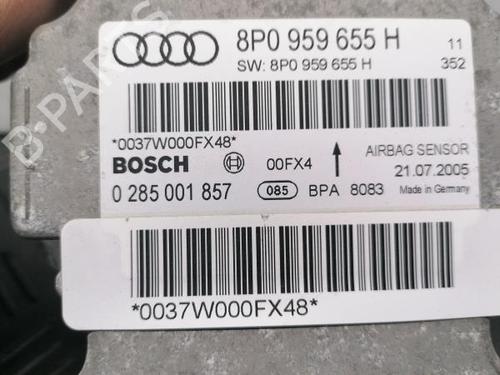 8P0 959 655 H 11
SW: 8P0 959 655 H 352
*0037W000FX48*
BOSCH 00FX4 AIRBAG SENSOR
21.07.2005
0 285 001 857 085 BPA 8083 Made in Germany
*0037W000FX48*
B-PARTS